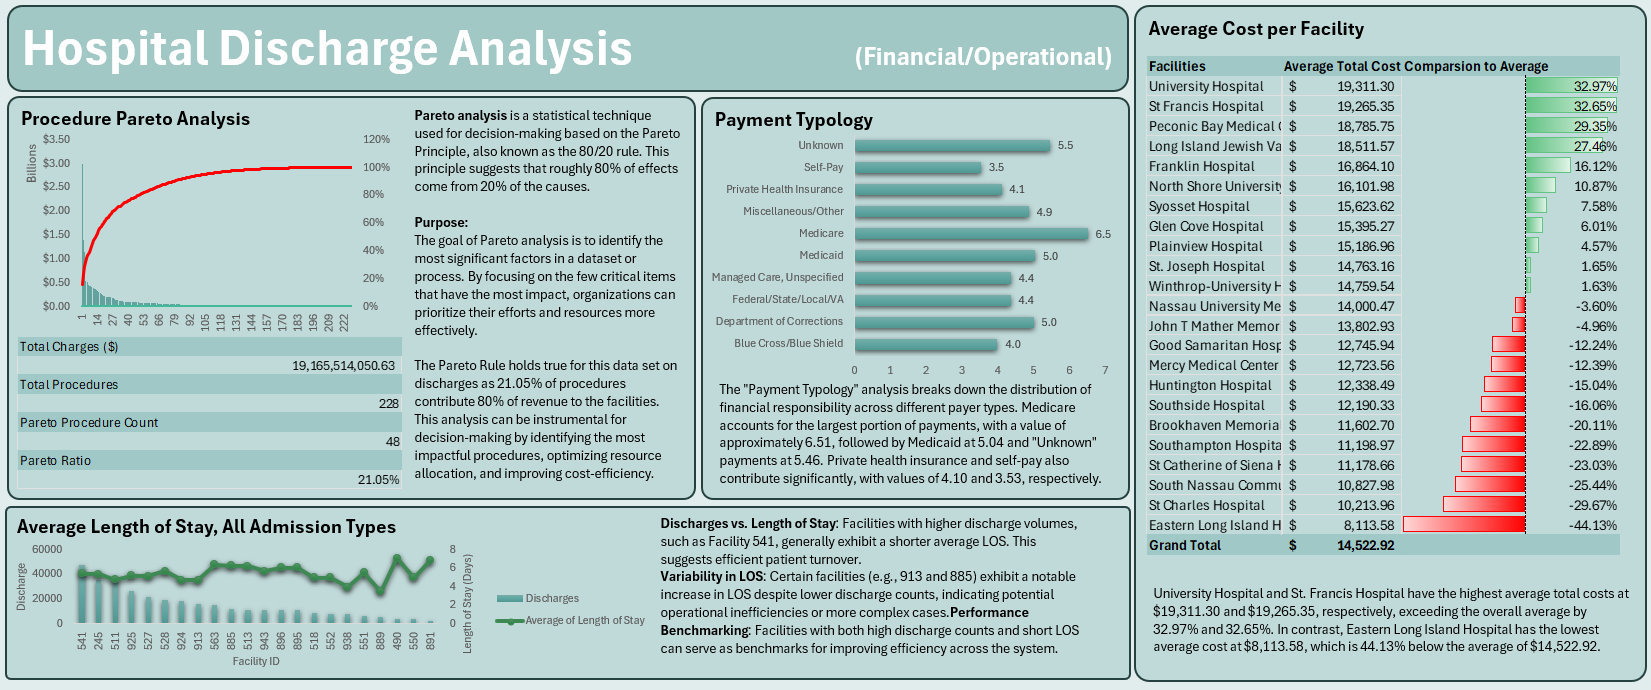 Hospital Discharge Analysis
(Financial/Operational)
Procedure Pareto Analysis
Billions
$3.50
$3.00
$2.50
$2.00
$1.50
$1.00
$0.50
$0.00
120%
100%
80%
60%
40%
20%
0%
1 14 27 40 53 66 79 92 105 118 131 144 157 170 183 196 209 222
Total Charges ($)
19,165,514,050.63
Total Procedures
228
Pareto Procedure Count
48
Pareto Ratio
21.05%
Pareto analysis is a statistical technique
used for decision-making based on the Pareto
Principle, also known as the 80/20 rule. This
principle suggests that roughly 80% of effects
come from 20% of the causes.
Purpose:
The goal of Pareto analysis is to identify the
most significant factors in a dataset or
process. By focusing on the few critical items
that have the most impact, organizations can
prioritize their efforts and resources more
effectively.
The Pareto Rule holds true for this data set on
discharges as 21.05% of procedures
contribute 80% of revenue to the facilities.
This analysis can be instrumental for
decision-making by identifying the most
impactful procedures, optimizing resource
allocation, and improving cost-efficiency.
Payment Typology
Unknown 5.5
Self-Pay 3.5
Private Health Insurance 4.1
Miscellaneous/Other 4.9
Medicare 6.5
Medicaid 5.0
Managed Care, Unspecified 4.4
Federal/State/Local/VA 4.4
Department of Corrections 5.0
Blue Cross/Blue Shield 4.0
0 1 2 3 4 5 6 7
The "Payment Typology" analysis breaks down the distribution of
financial responsibility across different payer types. Medicare
accounts for the largest portion of payments, with a value of
approximately 6.51, followed by Medicaid at 5.04 and "Unknown"
payments at 5.46. Private health insurance and self-pay also
contribute significantly, with values of 4.10 and 3.53, respectively.
Average Length of Stay, All Admission Types
Discharge
60000
40000
20000
0
8
6
4
2
0
Length of Stay (Days)
541 245 511 925 527 528 924 913 563 885 513 943 896 895 518 552 938 551 889 490 550 891
Facility ID
Discharges
Average of Length of Stay
Discharges vs. Length of Stay: Facilities with higher discharge volumes,
such as Facility 541, generally exhibit a shorter average LOS. This
suggests efficient patient turnover.
Variability in LOS: Certain facilities (e.g., 913 and 885) exhibit a notable
increase in LOS despite lower discharge counts, indicating potential
operational inefficiencies or more complex cases.Performance
Benchmarking: Facilities with both high discharge counts and short LOS
can serve as benchmarks for improving efficiency across the system.
Average Cost per Facility
Facilities Average Total Cost Comparsion to Average
University Hospital $ 19,311.30 32.97%
St Francis Hospital $ 19,265.35 32.65%
Peconic Bay Medical C $ 18,785.75 29.35%
Long Island Jewish Va $ 18,511.57 27.46%
Franklin Hospital $ 16,864.10 16.12%
North Shore University $ 16,101.98 10.87%
Syosset Hospital $ 15,623.62 7.58%
Glen Cove Hospital $ 15,395.27 6.01%
Plainview Hospital $ 15,186.96 4.57%
St. Joseph Hospital $ 14,763.16 1.65%
Winthrop-University H $ 14,759.54 1.63%
Nassau University Me $ 14,000.47 -3.60%
John T Mather Memor $ 13,802.93 -4.96%
Good Samaritan Hosp $ 12,745.94 -12.24%
Mercy Medical Center $ 12,723.56 -12.39%
Huntington Hospital $ 12,338.49 -15.04%
Southside Hospital $ 12,190.33 -16.06%
Brookhaven Memoria $ 11,602.70 -20.11%
Southampton Hospita $ 11,198.97 -22.89%
St Catherine of Siena H $ 11,178.66 -23.03%
South Nassau Commu $ 10,827.98 -25.44%
St Charles Hospital $ 10,213.96 -29.67%
Eastern Long Island H $ 8,113.58 -44.13%
Grand Total $ 14,522.92
University Hospital and St. Francis Hospital have the highest average total costs at
$19,311.30 and $19,265.35, respectively, exceeding the overall average by
32.97% and 32.65%. In contrast, Eastern Long Island Hospital has the lowest
average cost at $8,113.58, which is 44.13% below the average of $14,522.92.